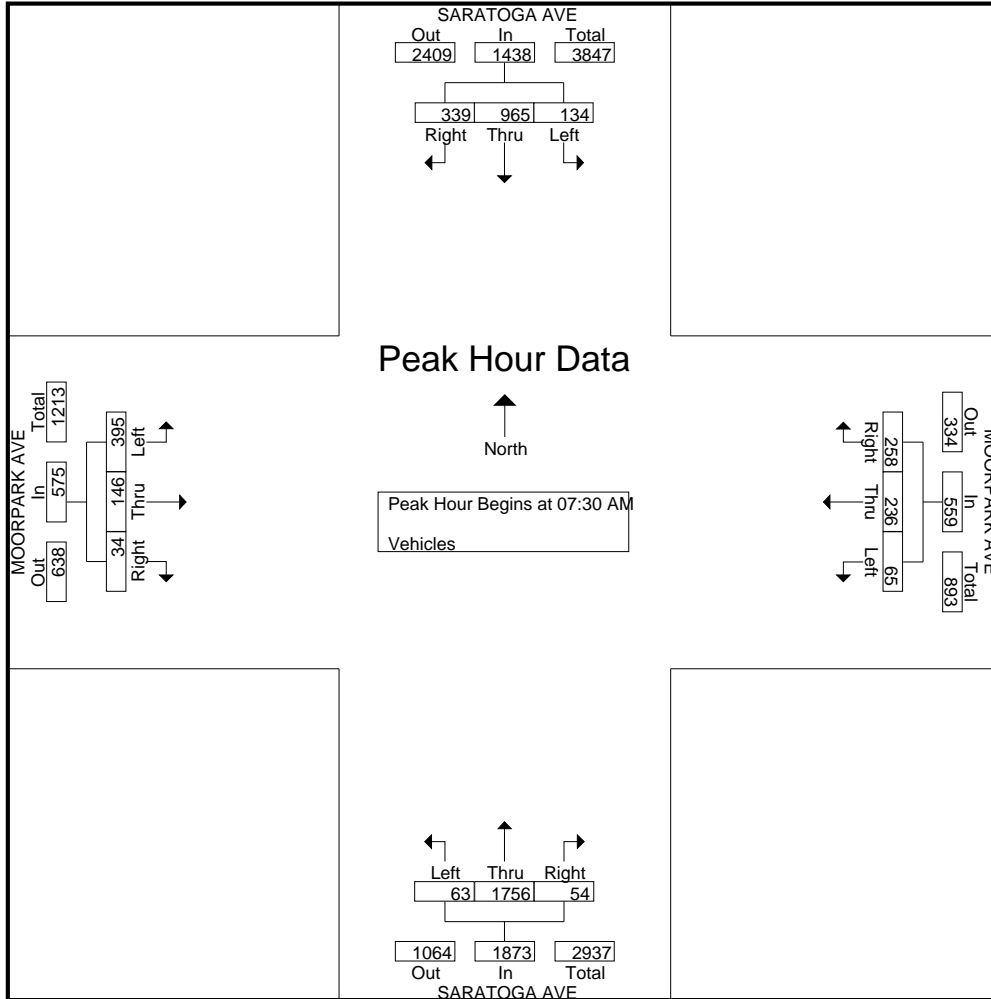 SARATOGA AVE
Out In Total
2409 1438 3847
339 965 134
Right Thru Left
Peak Hour Data
North
Peak Hour Begins at 07:30 AM
Vehicles
MOORPARK AVE
Out In Total
638 575 1213
34 146 395
Right Thru Left
MOORPARK AVE
Out In Total
334 559 893
258 236 65
Right Thru Left
Left Thru Right
63 1756 54
1064 1873 2937
Out In Total
SARATOGA AVE